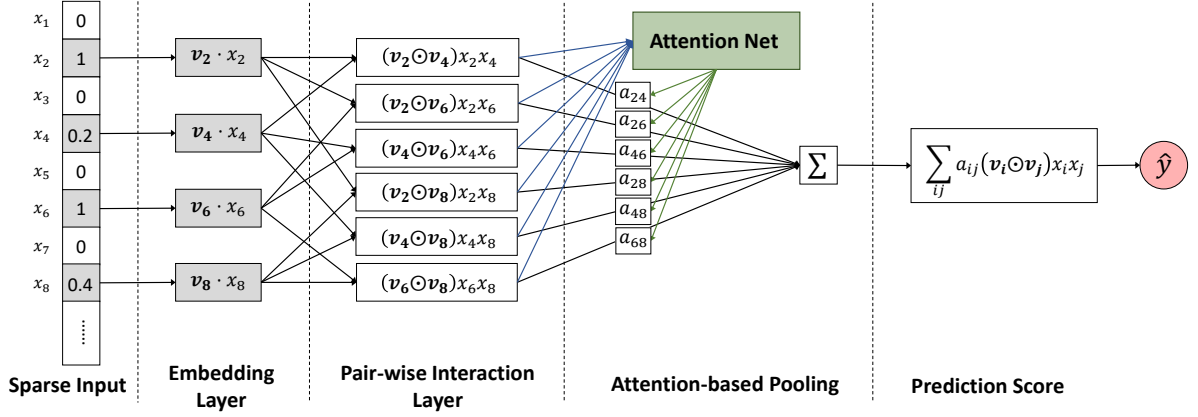 x₁ 0
x₂ 1
x₃ 0
x₄ 0.2
x₅ 0
x₆ 1
x₇ 0
x₈ 0.4
......
Sparse Input
v₂ · x₂
v₄ · x₄
v₆ · x₆
v₈ · x₈
Embedding
Layer
(v₂⊙v₄)x₂x₄
(v₂⊙v₆)x₂x₆
(v₄⊙v₆)x₄x₆
(v₂⊙v₈)x₂x₈
(v₄⊙v₈)x₄x₈
(v₆⊙v₈)x₆x₈
Pair-wise Interaction
Layer
Attention Net
a₂₄
a₂₆
a₄₆
a₂₈
a₄₈
a₆₈
∑
Attention-based Pooling
∑ᵢⱼ aᵢⱼ(vᵢ⊙vⱼ)xᵢxⱼ
Prediction Score
ŷ